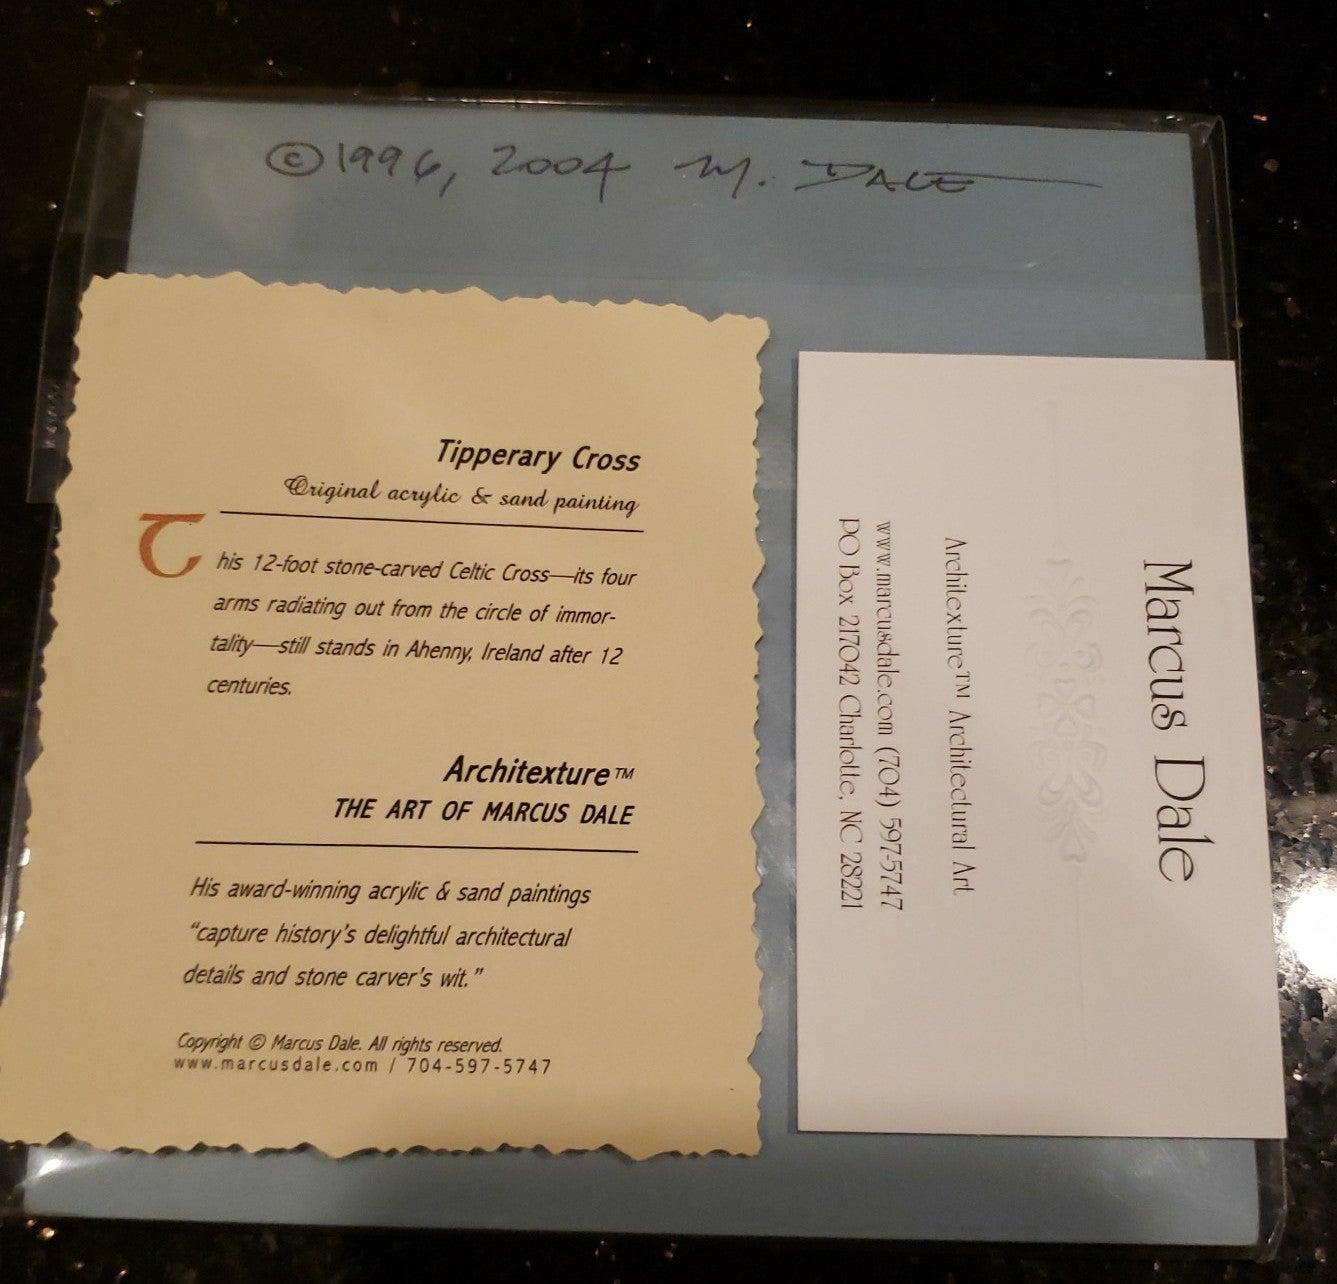 ©1996, 2004 M. DALE
Tipperary Cross
Original acrylic & sand painting
This 12-foot stone-carved Celtic Cross—its four
arms radiating out from the circle of immor-
tality—still stands in Ahenny, Ireland after 12
centuries.
Architexture™
THE ART OF MARCUS DALE
His award-winning acrylic & sand paintings
“capture history’s delightful architectural
details and stone carver’s wit.”
Copyright © Marcus Dale. All rights reserved.
www.marcusdale.com / 704-597-5747
Marcus Dale
Architexture™ Architectural Art
www.marcusdale.com (704) 597-5747
PO Box 217042 Charlotte, NC 28221